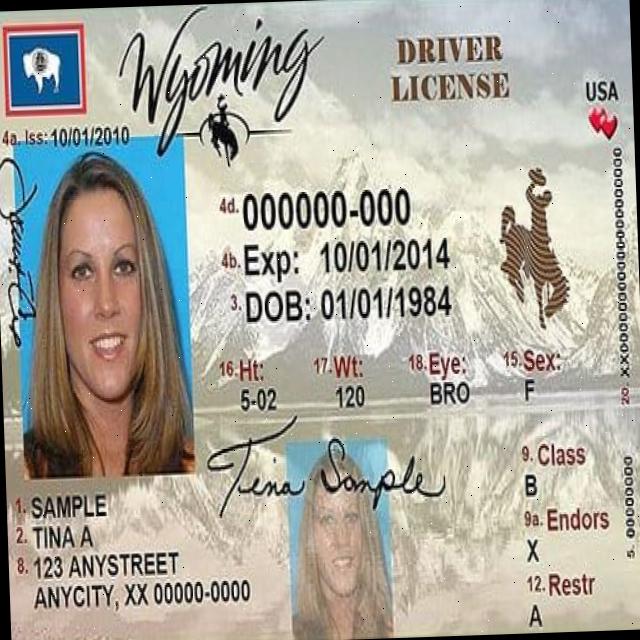 Wyoming
DRIVER
LICENSE
USA
4a. Iss: 10/01/2010
4d. 000000-000
4b. Exp: 10/01/2014
3. DOB: 01/01/1984
16. Ht: 17. Wt: 18. Eye: 15. Sex:
5-02 120 BRO F
Tina Sample
9. Class
B
9a. Endors
X
12. Restr
A
1. SAMPLE
2. TINA A
8. 123 ANYSTREET
ANYCITY, XX 00000-0000
5. 00000000